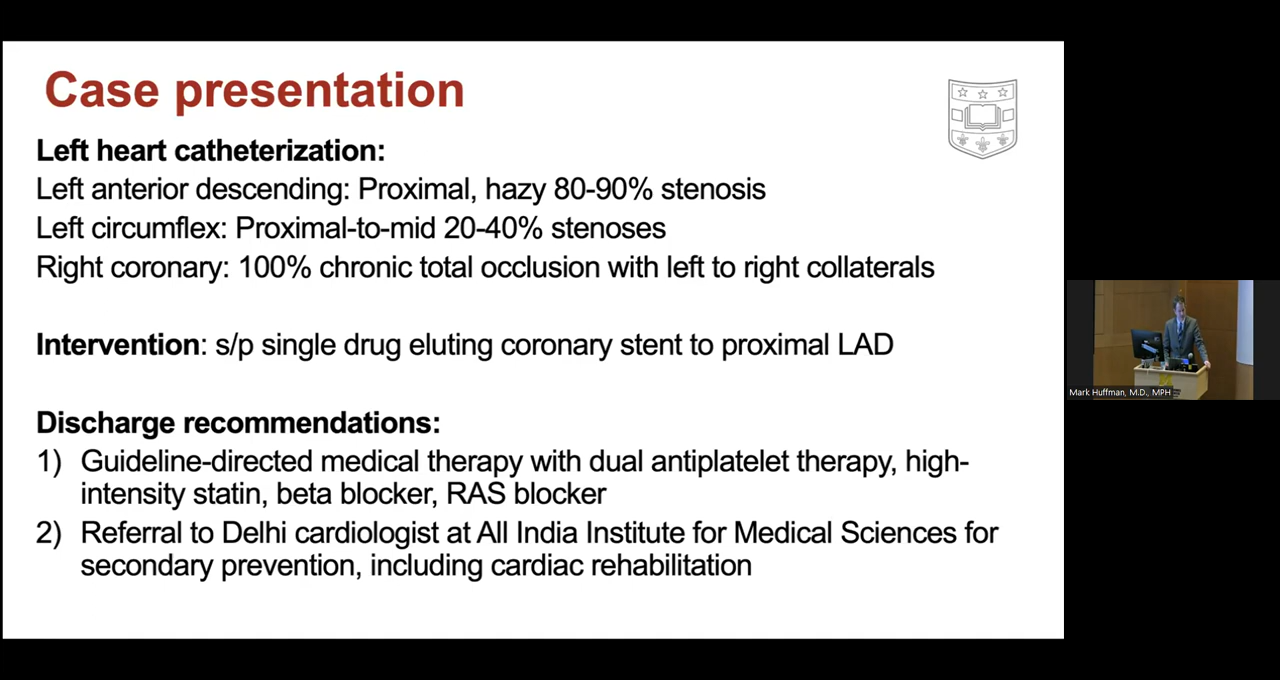 Case presentation
Left heart catheterization:
Left anterior descending: Proximal, hazy 80-90% stenosis
Left circumflex: Proximal-to-mid 20-40% stenoses
Right coronary: 100% chronic total occlusion with left to right collaterals
Intervention: s/p single drug eluting coronary stent to proximal LAD
Discharge recommendations:
1) Guideline-directed medical therapy with dual antiplatelet therapy, high-
intensity statin, beta blocker, RAS blocker
2) Referral to Delhi cardiologist at All India Institute for Medical Sciences for
secondary prevention, including cardiac rehabilitation
Mark Huffman, M.D., MPH